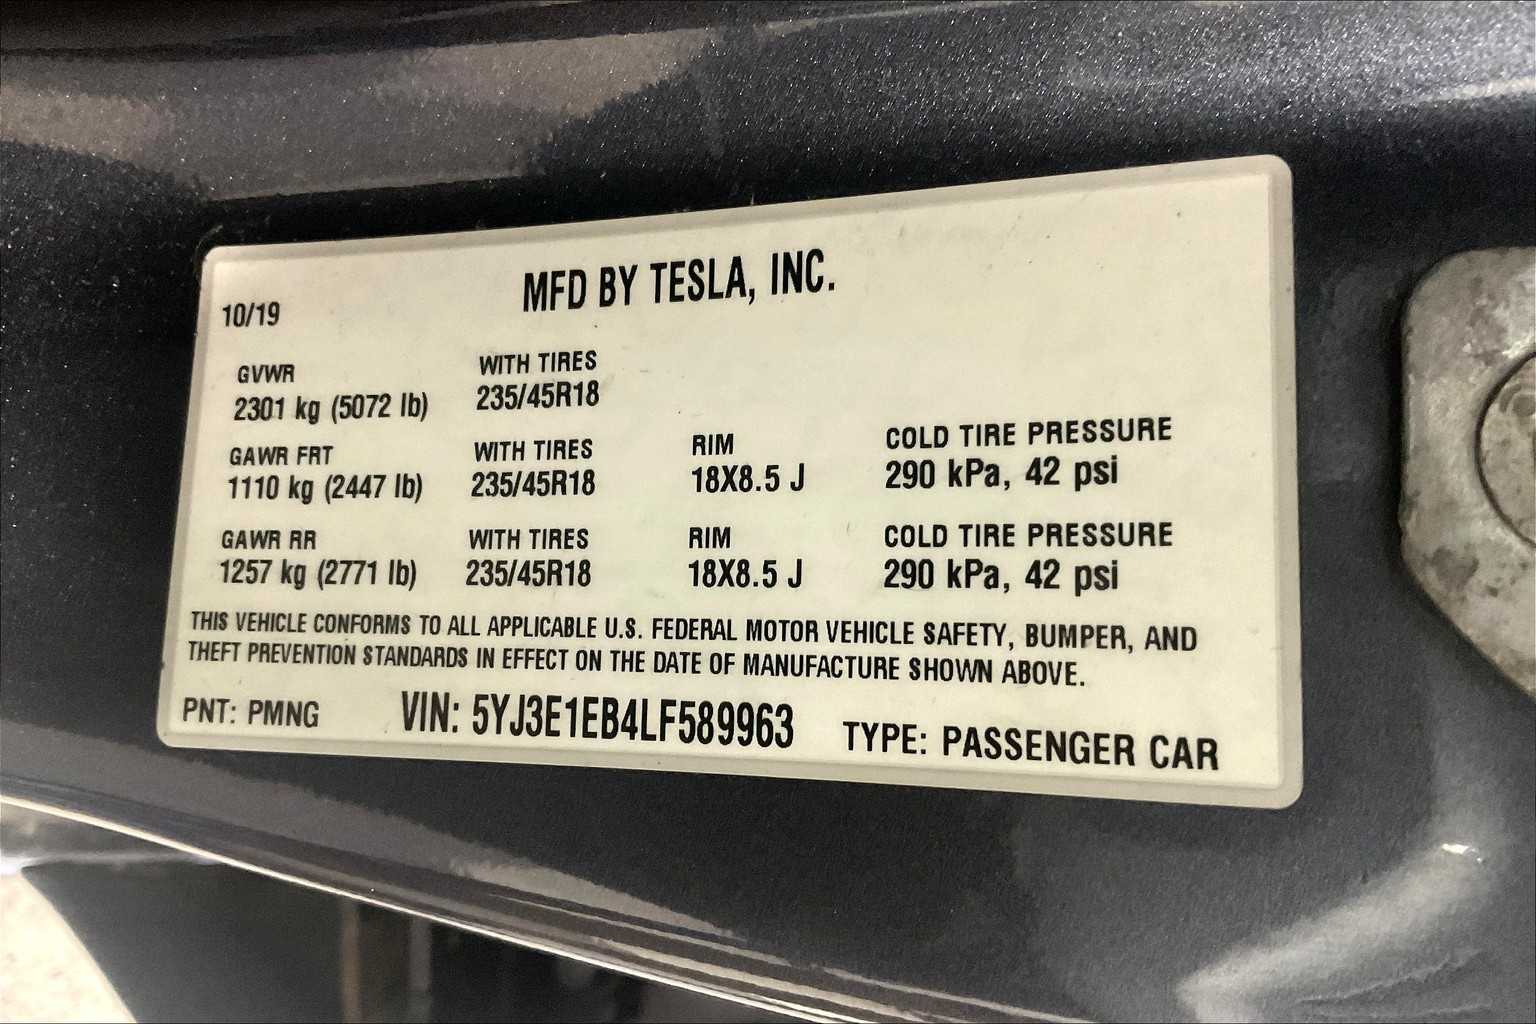 MFD BY TESLA, INC.
10/19
GVWR WITH TIRES
2301 kg (5072 lb) 235/45R18
GAWR FRT WITH TIRES RIM COLD TIRE PRESSURE
1110 kg (2447 lb) 235/45R18 18X8.5 J 290 kPa, 42 psi
GAWR RR WITH TIRES RIM COLD TIRE PRESSURE
1257 kg (2771 lb) 235/45R18 18X8.5 J 290 kPa, 42 psi
THIS VEHICLE CONFORMS TO ALL APPLICABLE U.S. FEDERAL MOTOR VEHICLE SAFETY, BUMPER, AND
THEFT PREVENTION STANDARDS IN EFFECT ON THE DATE OF MANUFACTURE SHOWN ABOVE.
PNT: PMNG VIN: 5YJ3E1EB4LF589963 TYPE: PASSENGER CAR